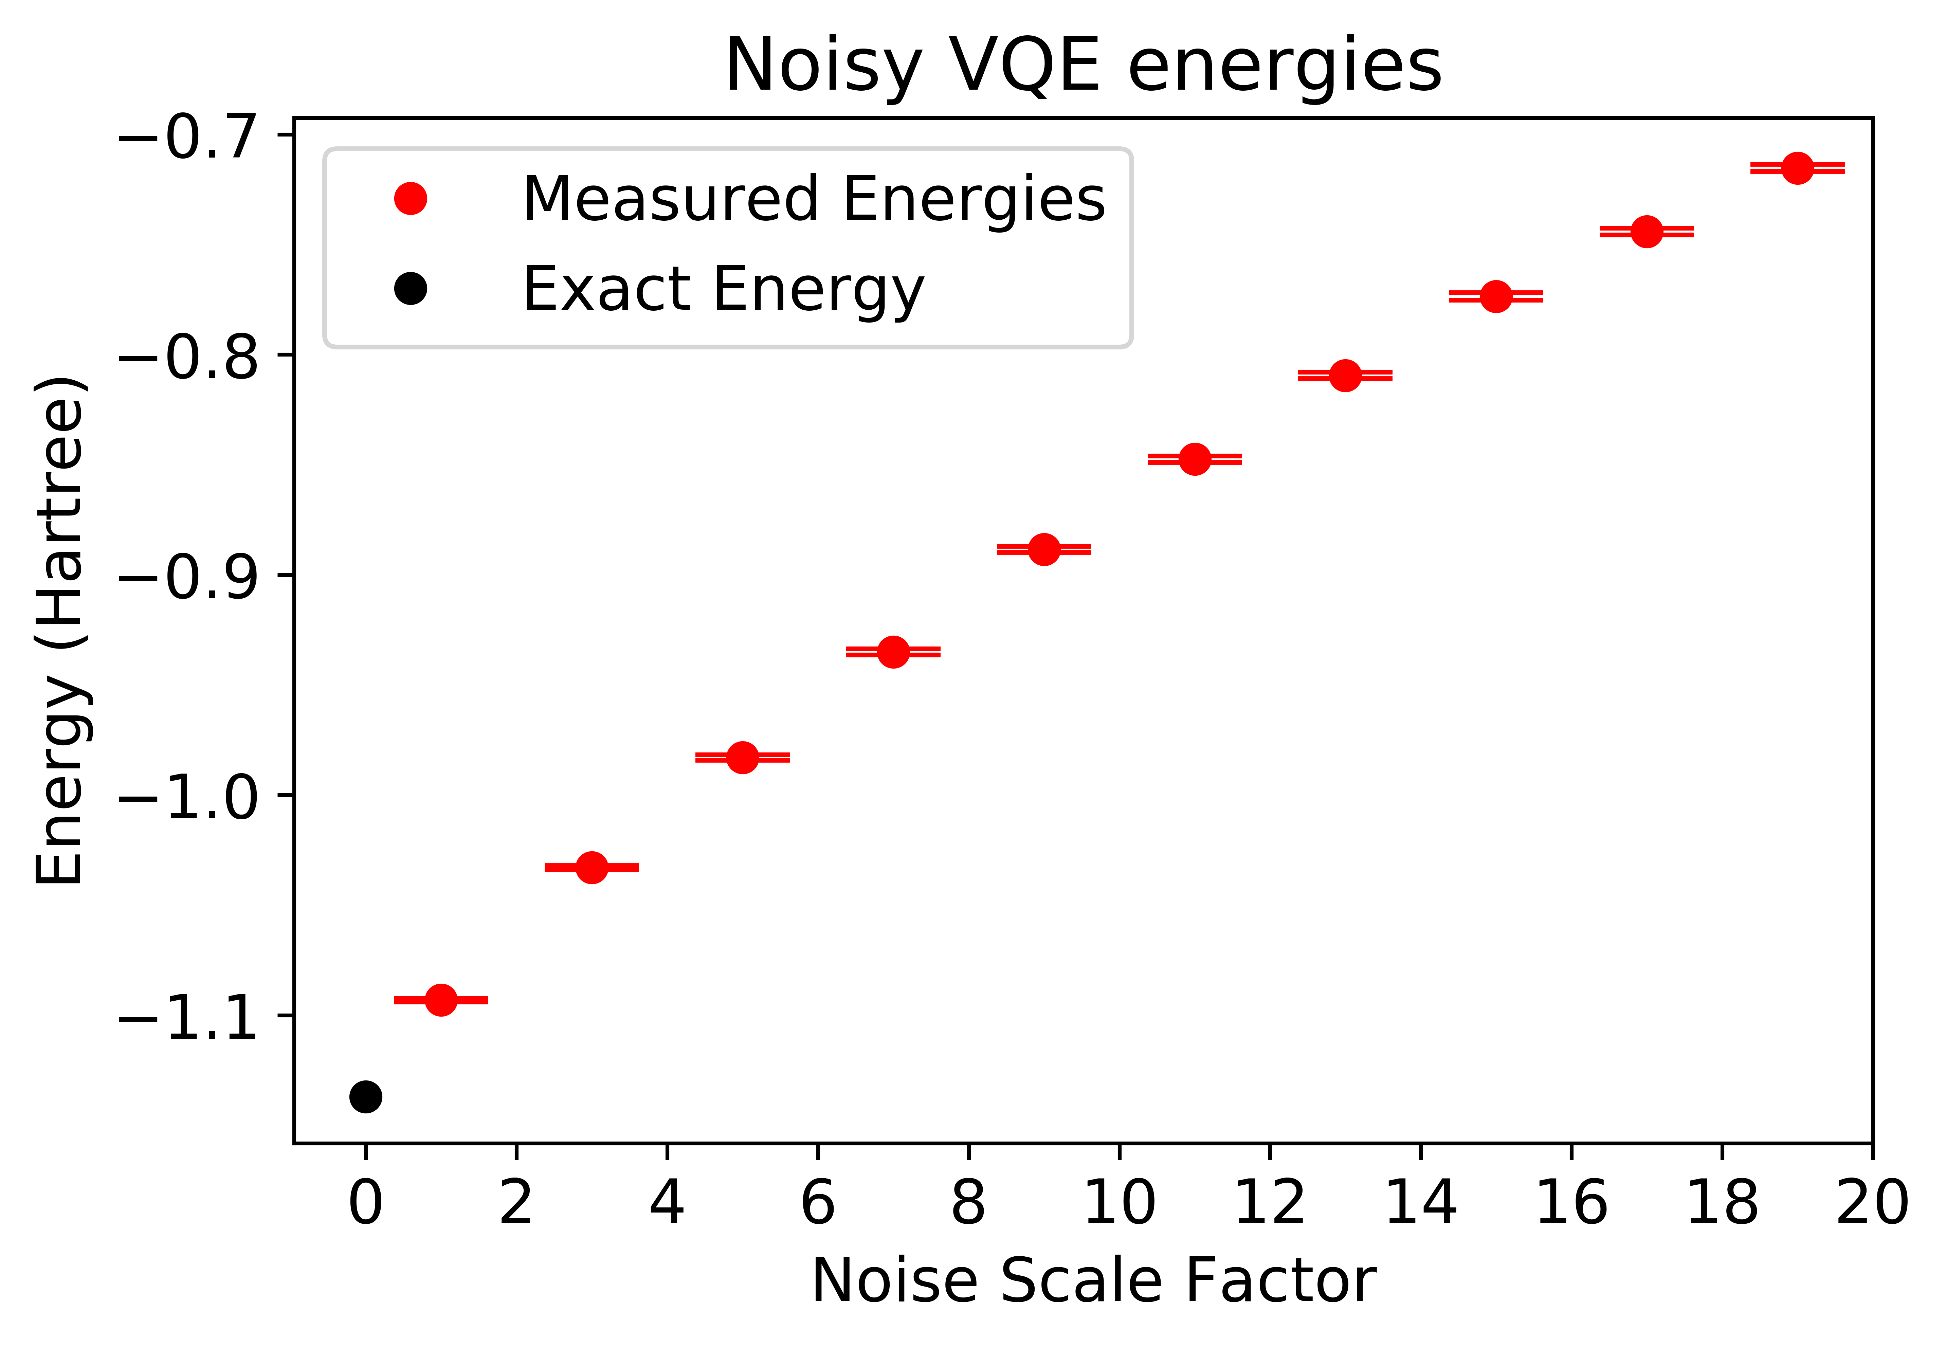 Noisy VQE energies
−0.7
−0.8
−0.9
−1.0
−1.1
Energy (Hartree)
Measured Energies
Exact Energy
0 2 4 6 8 10 12 14 16 18 20
Noise Scale Factor